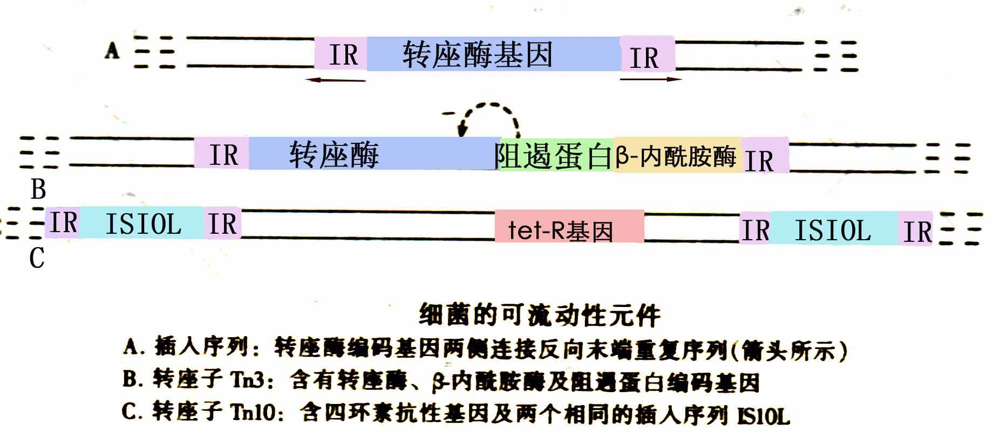 A IR 转座酶基因 IR
IR 转座酶 阻遏蛋白 β-内酰胺酶 IR
B
IR ISIOL IR tet-R基因 IR ISIOL IR
C
细菌的可流动性元件
A. 插入序列：转座酶编码基因两侧连接反向末端重复序列(箭头所示)
B. 转座子 Tn3：含有转座酶、β-内酰胺酶及阻遏蛋白编码基因
C. 转座子 Tn10：含四环素抗性基因及两个相同的插入序列 IS10L